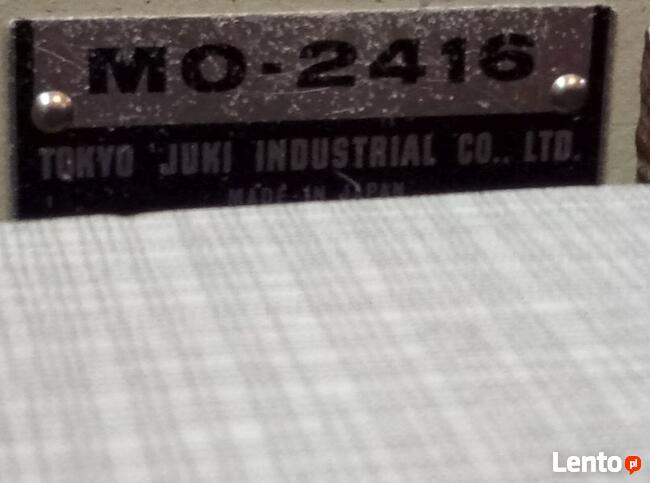 MO-2416
TOKYO JUKI INDUSTRIAL CO., LTD.
MADE IN JAPAN
Lento pl